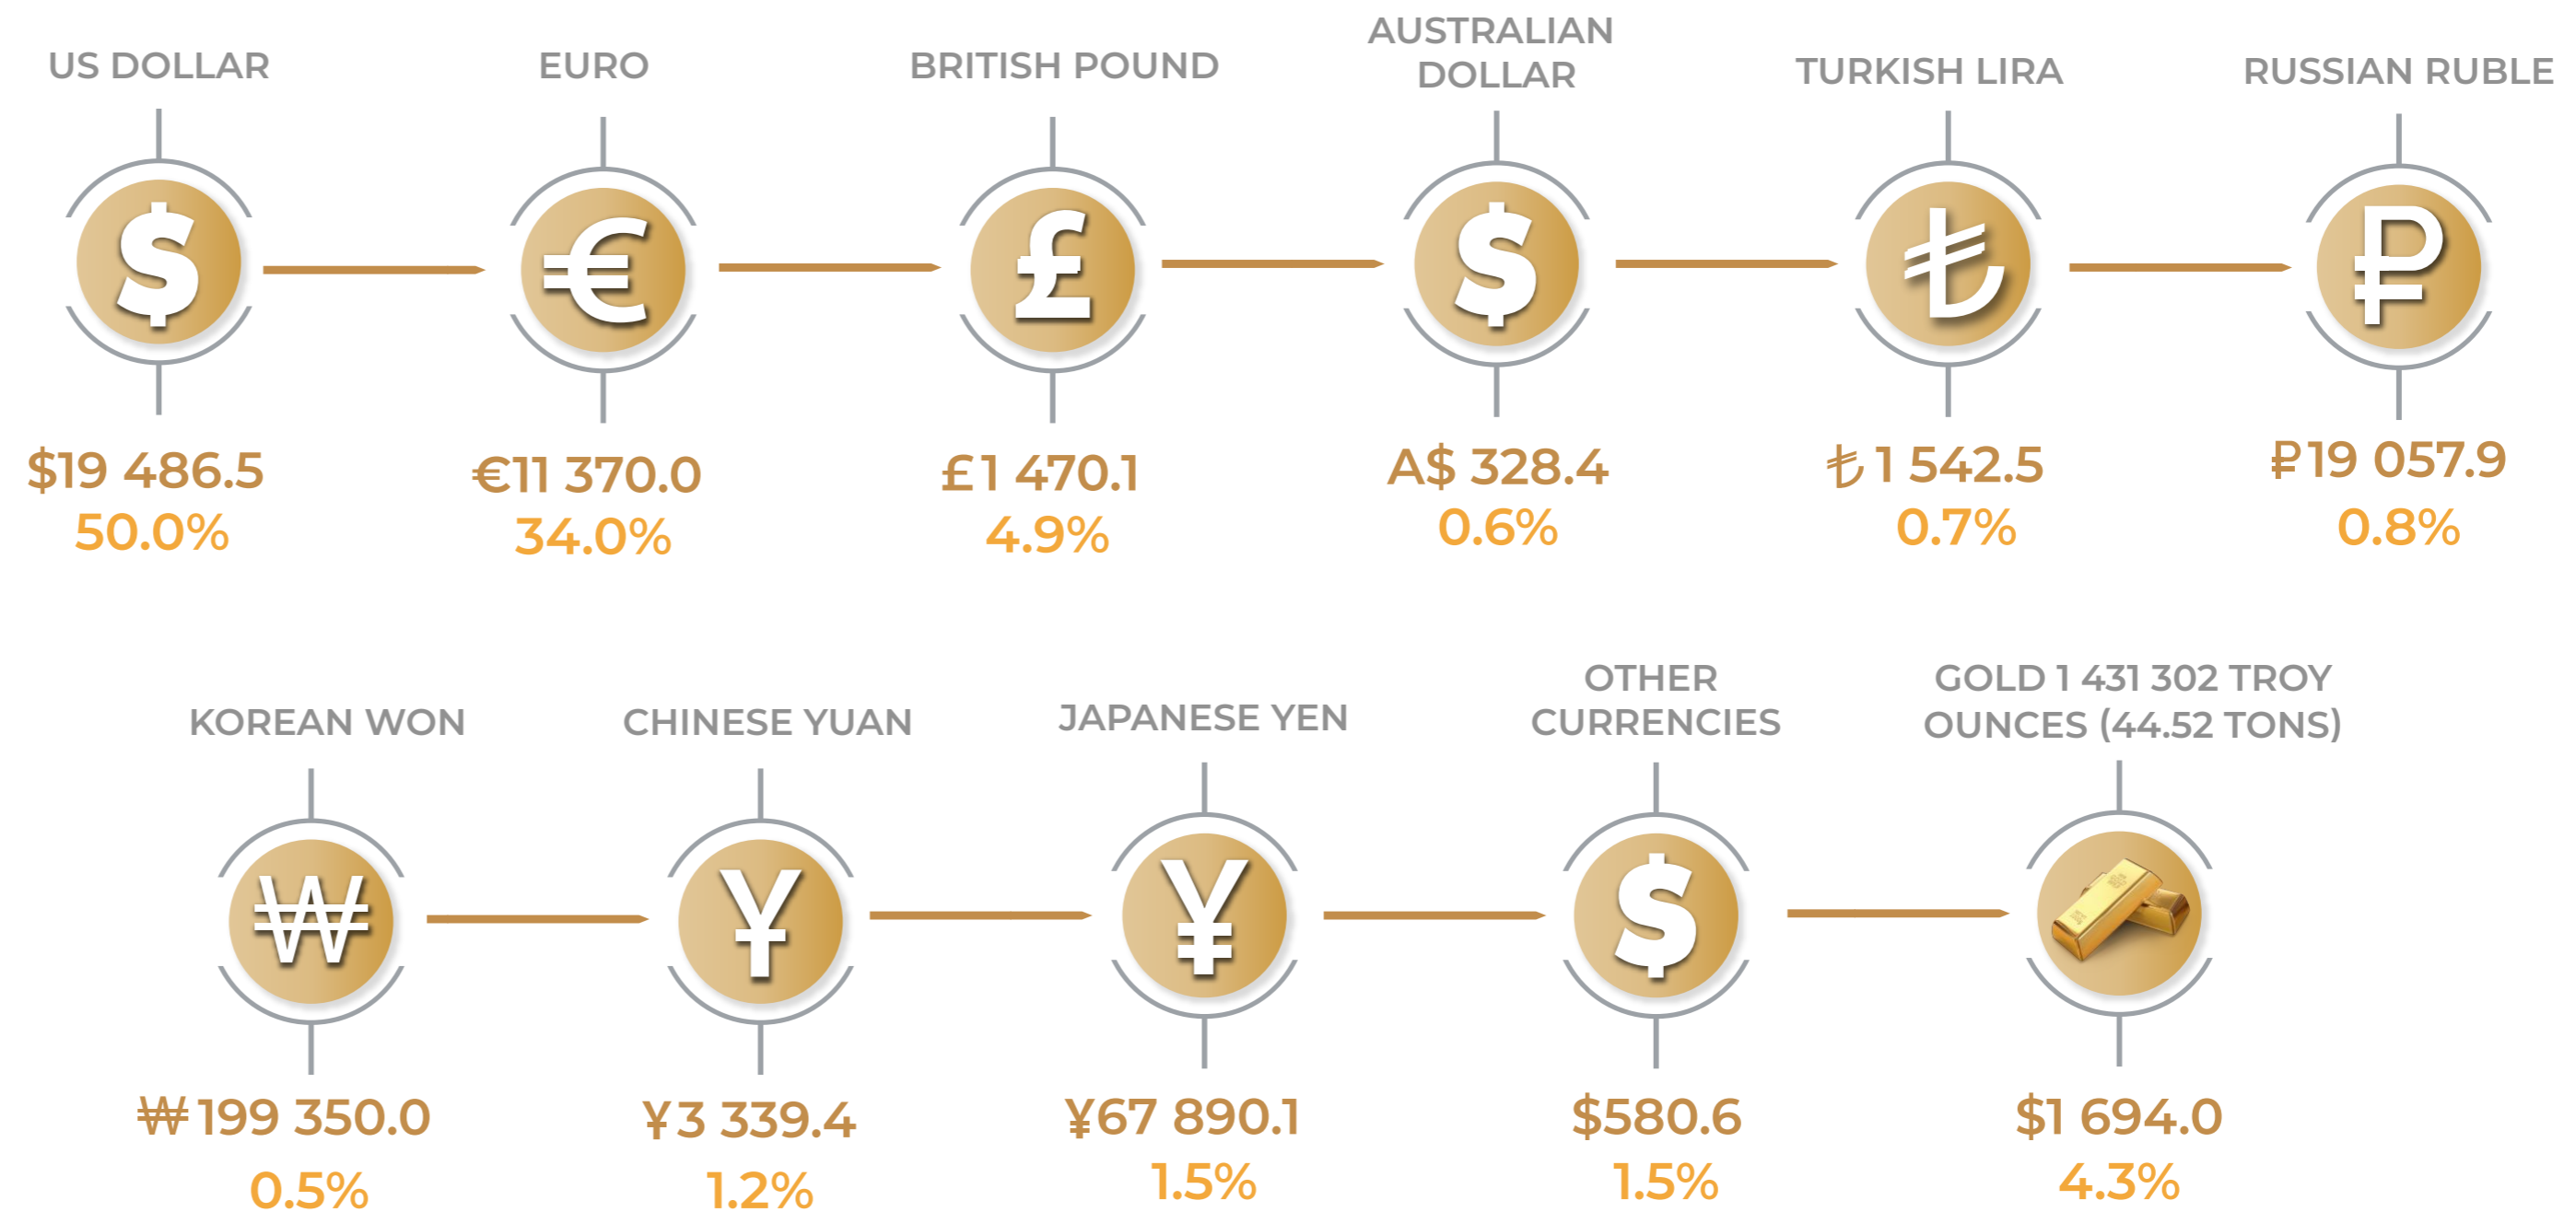 US DOLLAR
$
$19 486.5
50.0%
EURO
€
€11 370.0
34.0%
BRITISH POUND
£
£1 470.1
4.9%
AUSTRALIAN
DOLLAR
$
A$ 328.4
0.6%
TURKISH LIRA
₺
₺1 542.5
0.7%
RUSSIAN RUBLE
₽
₽19 057.9
0.8%
KOREAN WON
₩
₩199 350.0
0.5%
CHINESE YUAN
¥
¥3 339.4
1.2%
JAPANESE YEN
¥
¥67 890.1
1.5%
OTHER
CURRENCIES
$
$580.6
1.5%
GOLD 1 431 302 TROY
OUNCES (44.52 TONS)
$1 694.0
4.3%